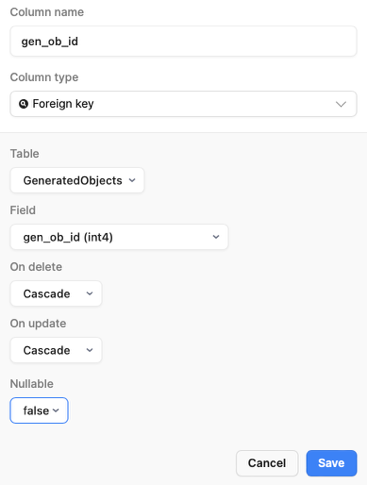 Column name
gen_ob_id
Column type
Foreign key
Table
GeneratedObjects
Field
gen_ob_id (int4)
On delete
Cascade
On update
Cascade
Nullable
false
Cancel Save